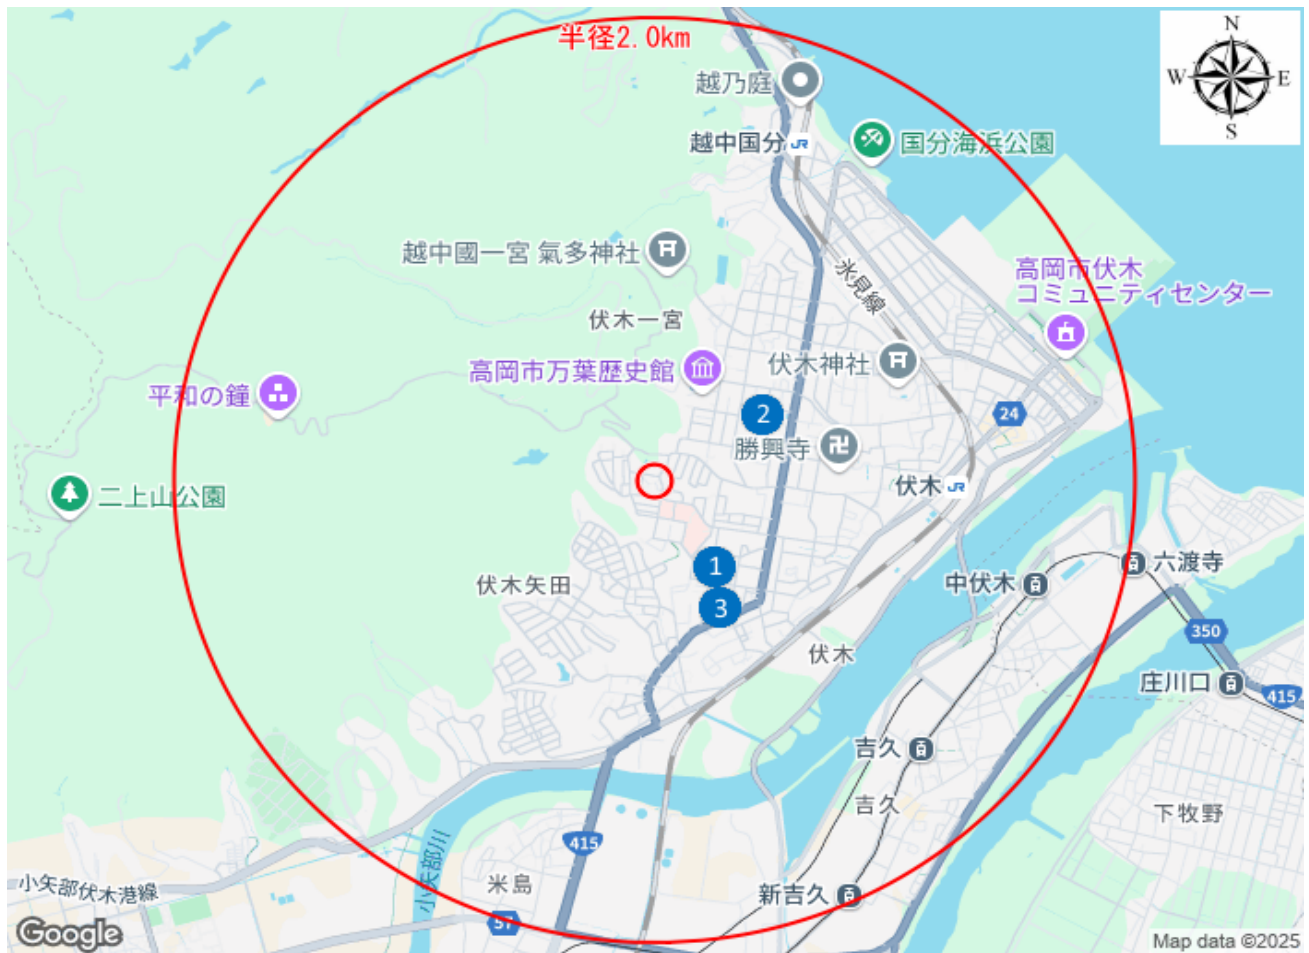 半径2.0km
N
W
E
S
越乃庭
越中国分
JR
国分海浜公園
越中國一宮 氣多神社
氷見線
高岡市伏木
コミュニティセンター
伏木一宮
高岡市万葉歴史館
伏木神社
平和の鐘
2
24
勝興寺
二上山公園
伏木
JR
1
六渡寺
伏木矢田
中伏木
3
350
伏木
庄川口
415
吉久
吉久
下牧野
415
小矢部川
小矢部伏木港線
米島
新吉久
57
Google
Map data ©2025